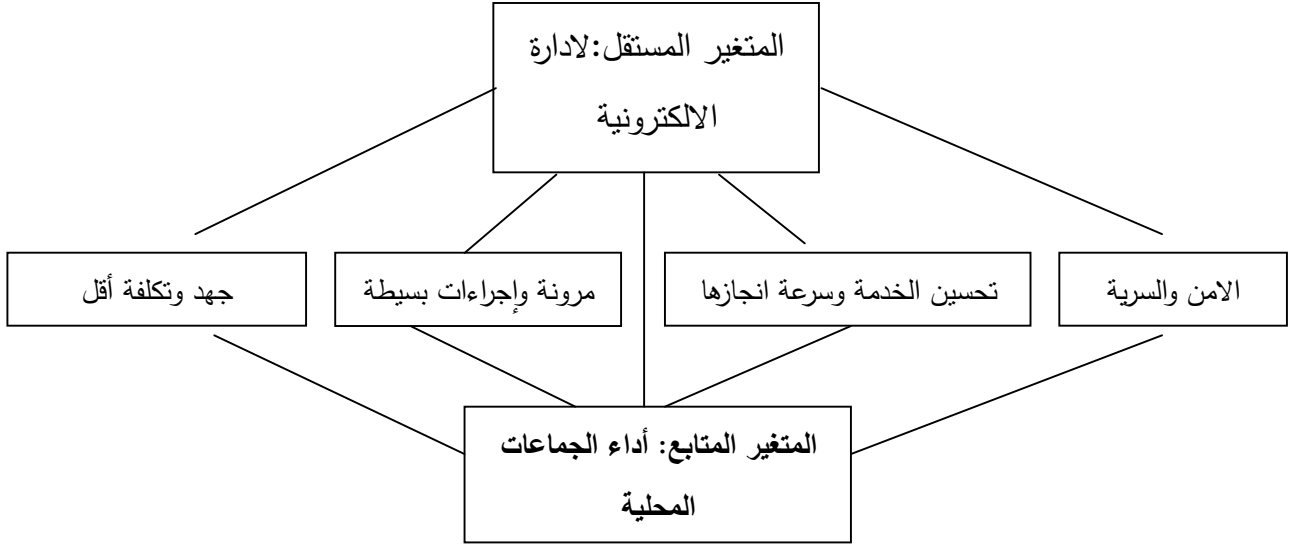 المتغير المستقل:لادارة
الالكترونية
الامن والسرية
تحسين الخدمة وسرعة انجازها
مرونة وإجراءات بسيطة
جهد وتكلفة أقل
المتغير المتابع: أداء الجماعات
المحلية